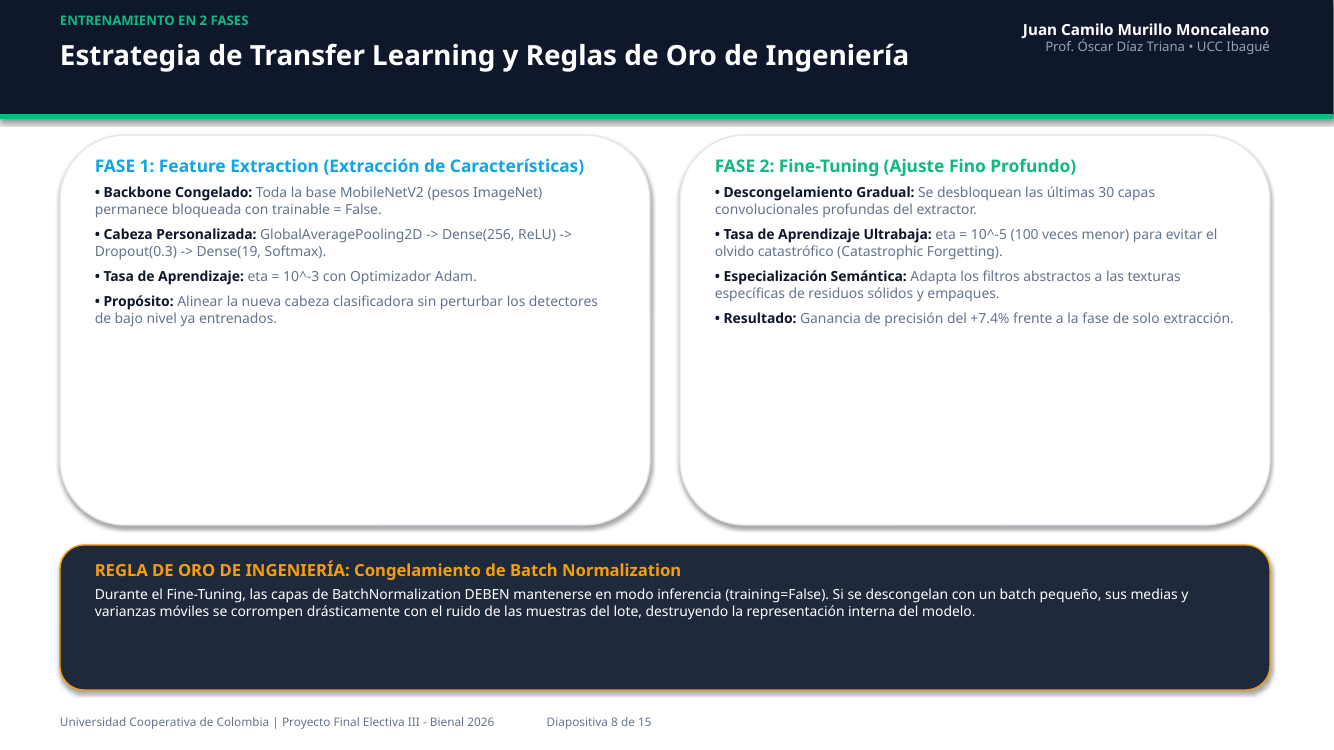 ENTRENAMIENTO EN 2 FASES
Estrategia de Transfer Learning y Reglas de Oro de Ingeniería
Juan Camilo Murillo Moncaleano
Prof. Óscar Díaz Triana • UCC Ibagué
FASE 1: Feature Extraction (Extracción de Características)
• Backbone Congelado: Toda la base MobileNetV2 (pesos ImageNet)
permanece bloqueada con trainable = False.
• Cabeza Personalizada: GlobalAveragePooling2D -> Dense(256, ReLU) ->
Dropout(0.3) -> Dense(19, Softmax).
• Tasa de Aprendizaje: eta = 10^-3 con Optimizador Adam.
• Propósito: Alinear la nueva cabeza clasificadora sin perturbar los detectores
de bajo nivel ya entrenados.
FASE 2: Fine-Tuning (Ajuste Fino Profundo)
• Descongelamiento Gradual: Se desbloquean las últimas 30 capas
convolucionales profundas del extractor.
• Tasa de Aprendizaje Ultrabaja: eta = 10^-5 (100 veces menor) para evitar el
olvido catastrófico (Catastrophic Forgetting).
• Especialización Semántica: Adapta los filtros abstractos a las texturas
específicas de residuos sólidos y empaques.
• Resultado: Ganancia de precisión del +7.4% frente a la fase de solo extracción.
REGLA DE ORO DE INGENIERÍA: Congelamiento de Batch Normalization
Durante el Fine-Tuning, las capas de BatchNormalization DEBEN mantenerse en modo inferencia (training=False). Si se descongelan con un batch pequeño, sus medias y
varianzas móviles se corrompen drásticamente con el ruido de las muestras del lote, destruyendo la representación interna del modelo.
Universidad Cooperativa de Colombia | Proyecto Final Electiva III - Bienal 2026
Diapositiva 8 de 15